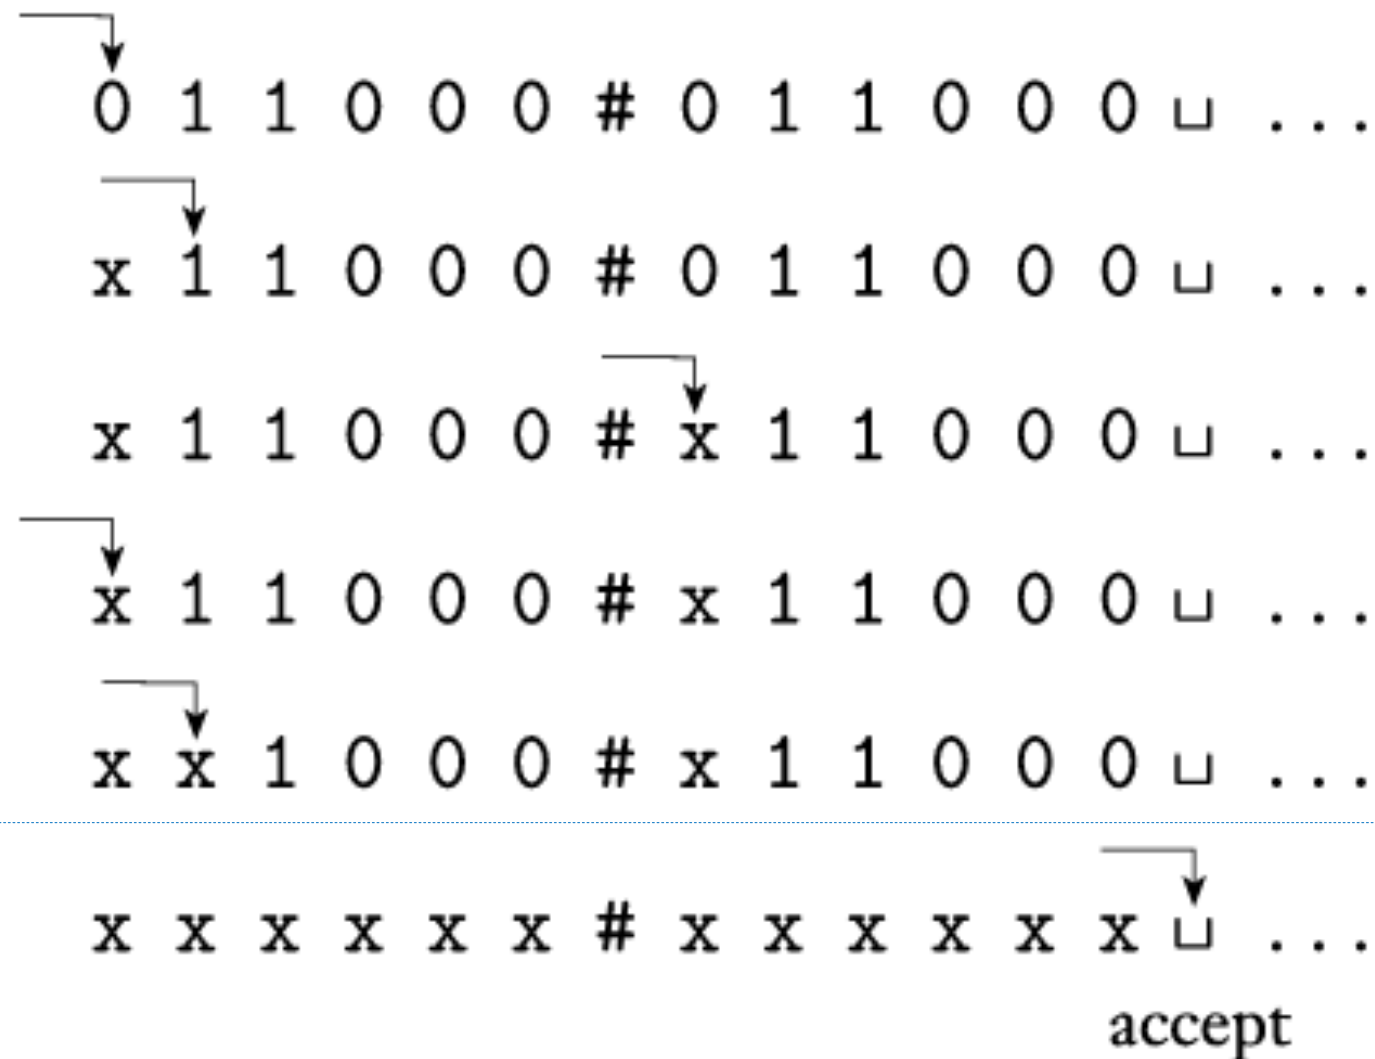 0 1 1 0 0 0 # 0 1 1 0 0 0 ␣ ...
x 1 1 0 0 0 # 0 1 1 0 0 0 ␣ ...
x 1 1 0 0 0 # x 1 1 0 0 0 ␣ ...
x 1 1 0 0 0 # x 1 1 0 0 0 ␣ ...
x x 1 0 0 0 # x 1 1 0 0 0 ␣ ...
x x x x x x # x x x x x x ␣ ...
accept